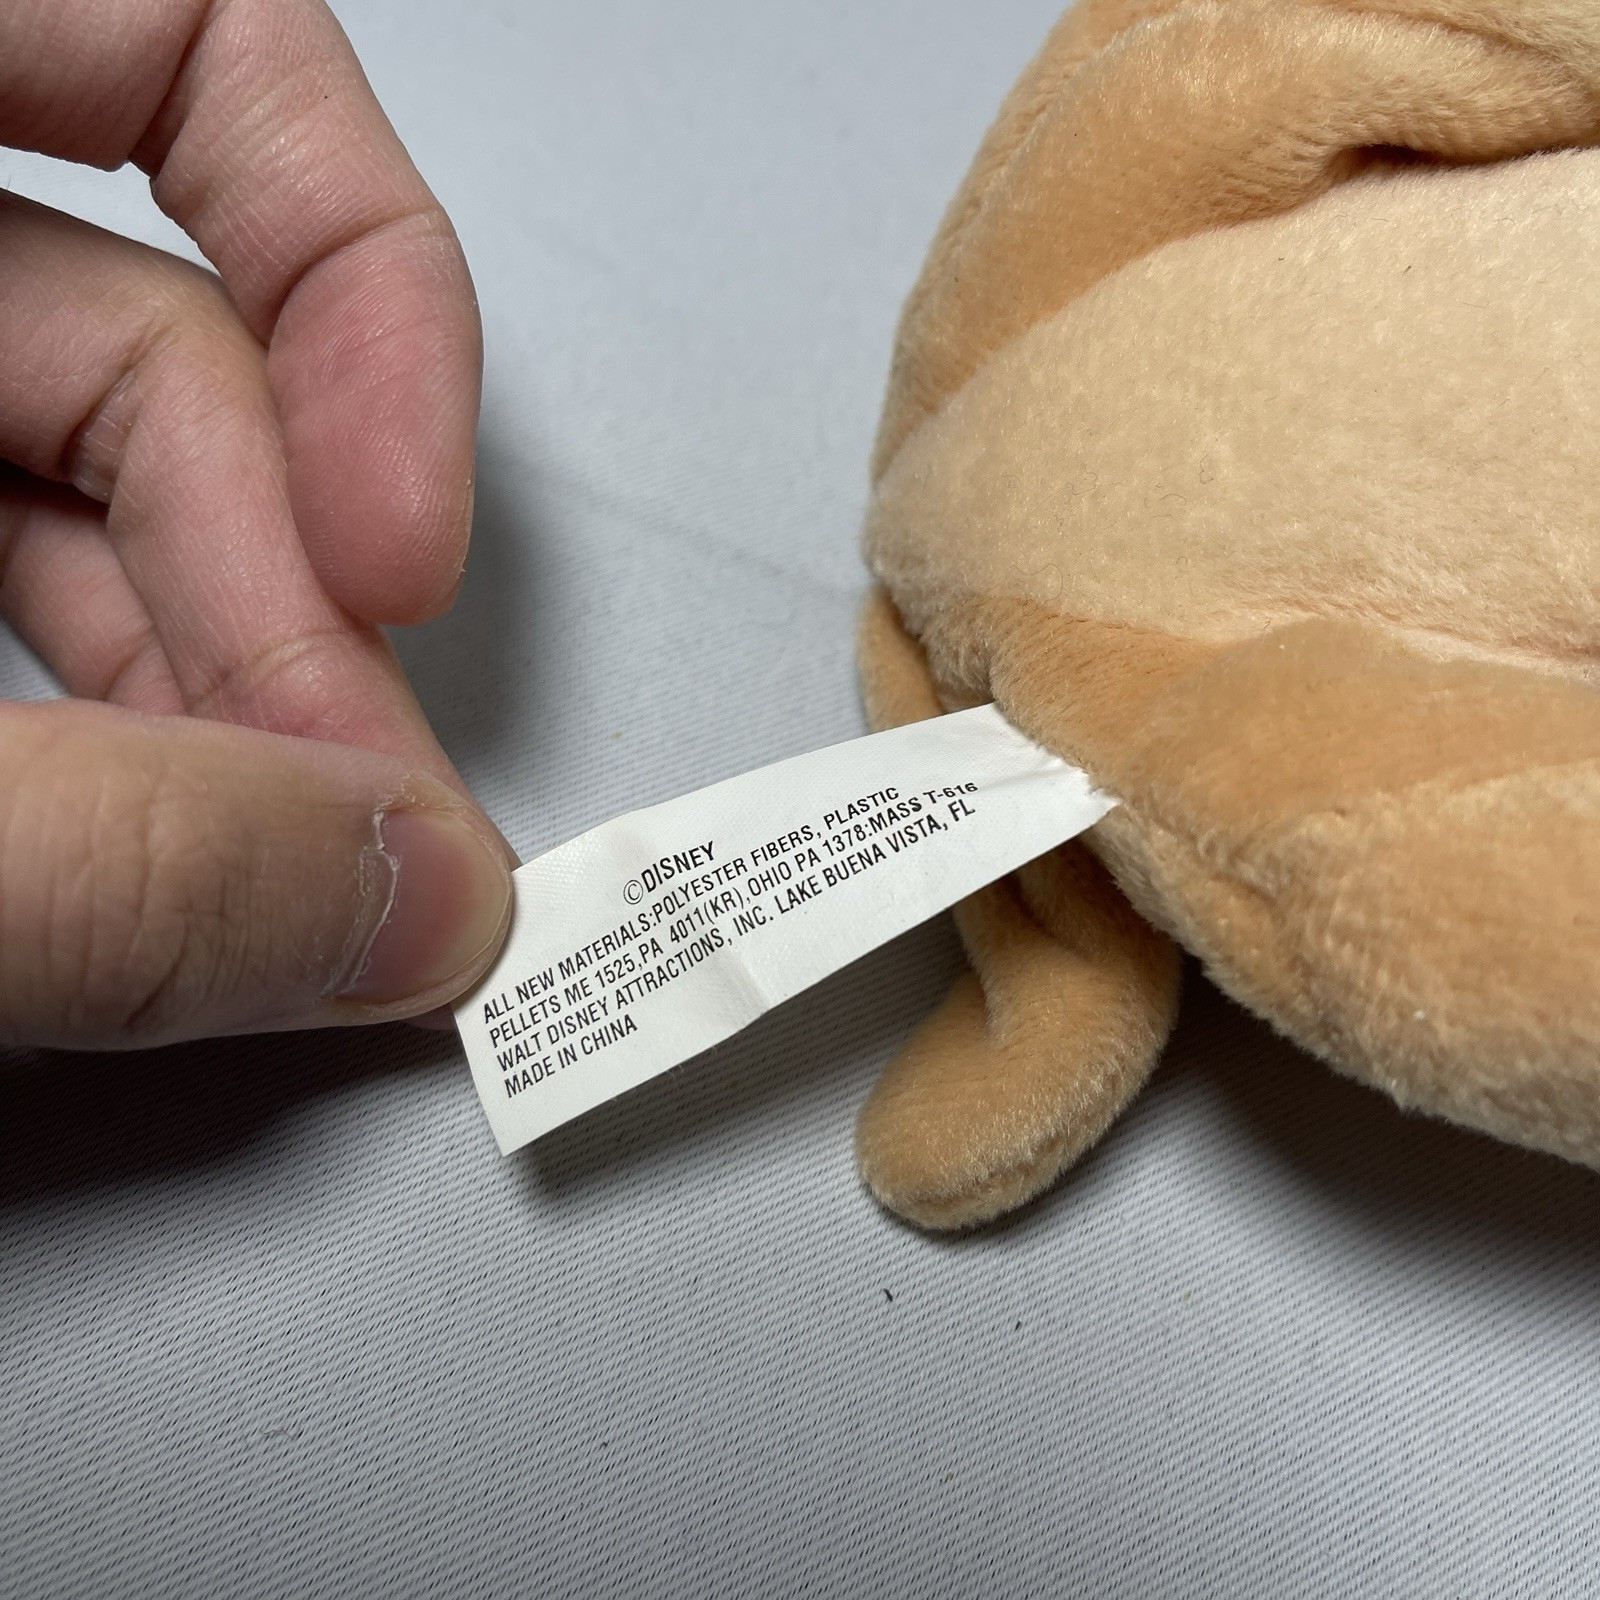 ©DISNEY
ALL NEW MATERIALS:POLYESTER FIBERS, PLASTIC
PELLETS ME 1525,PA 4011(KR),OHIO PA 1378:MASS T-616
WALT DISNEY ATTRACTIONS, INC. LAKE BUENA VISTA, FL
MADE IN CHINA